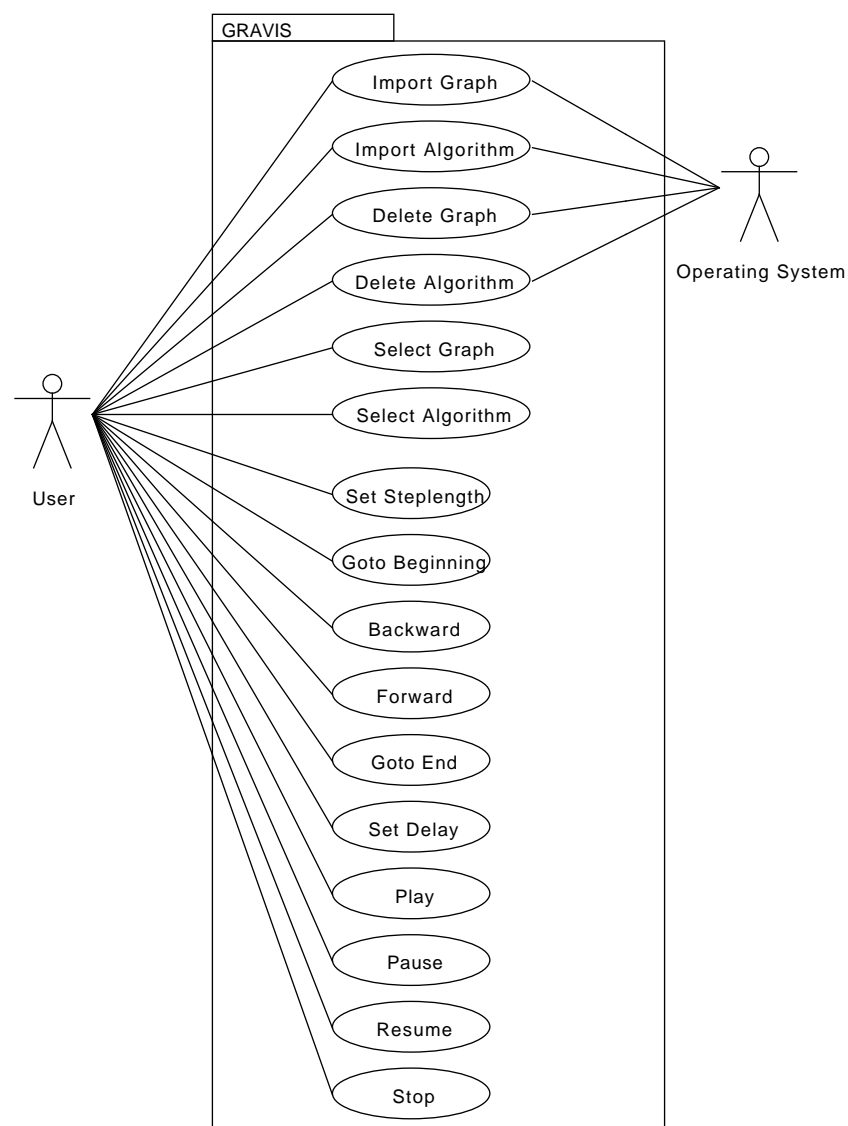 GRAVIS
Import Graph
Import Algorithm
Delete Graph
Delete Algorithm
Operating System
Select Graph
Select Algorithm
User
Set Steplength
Goto Beginning
Backward
Forward
Goto End
Set Delay
Play
Pause
Resume
Stop